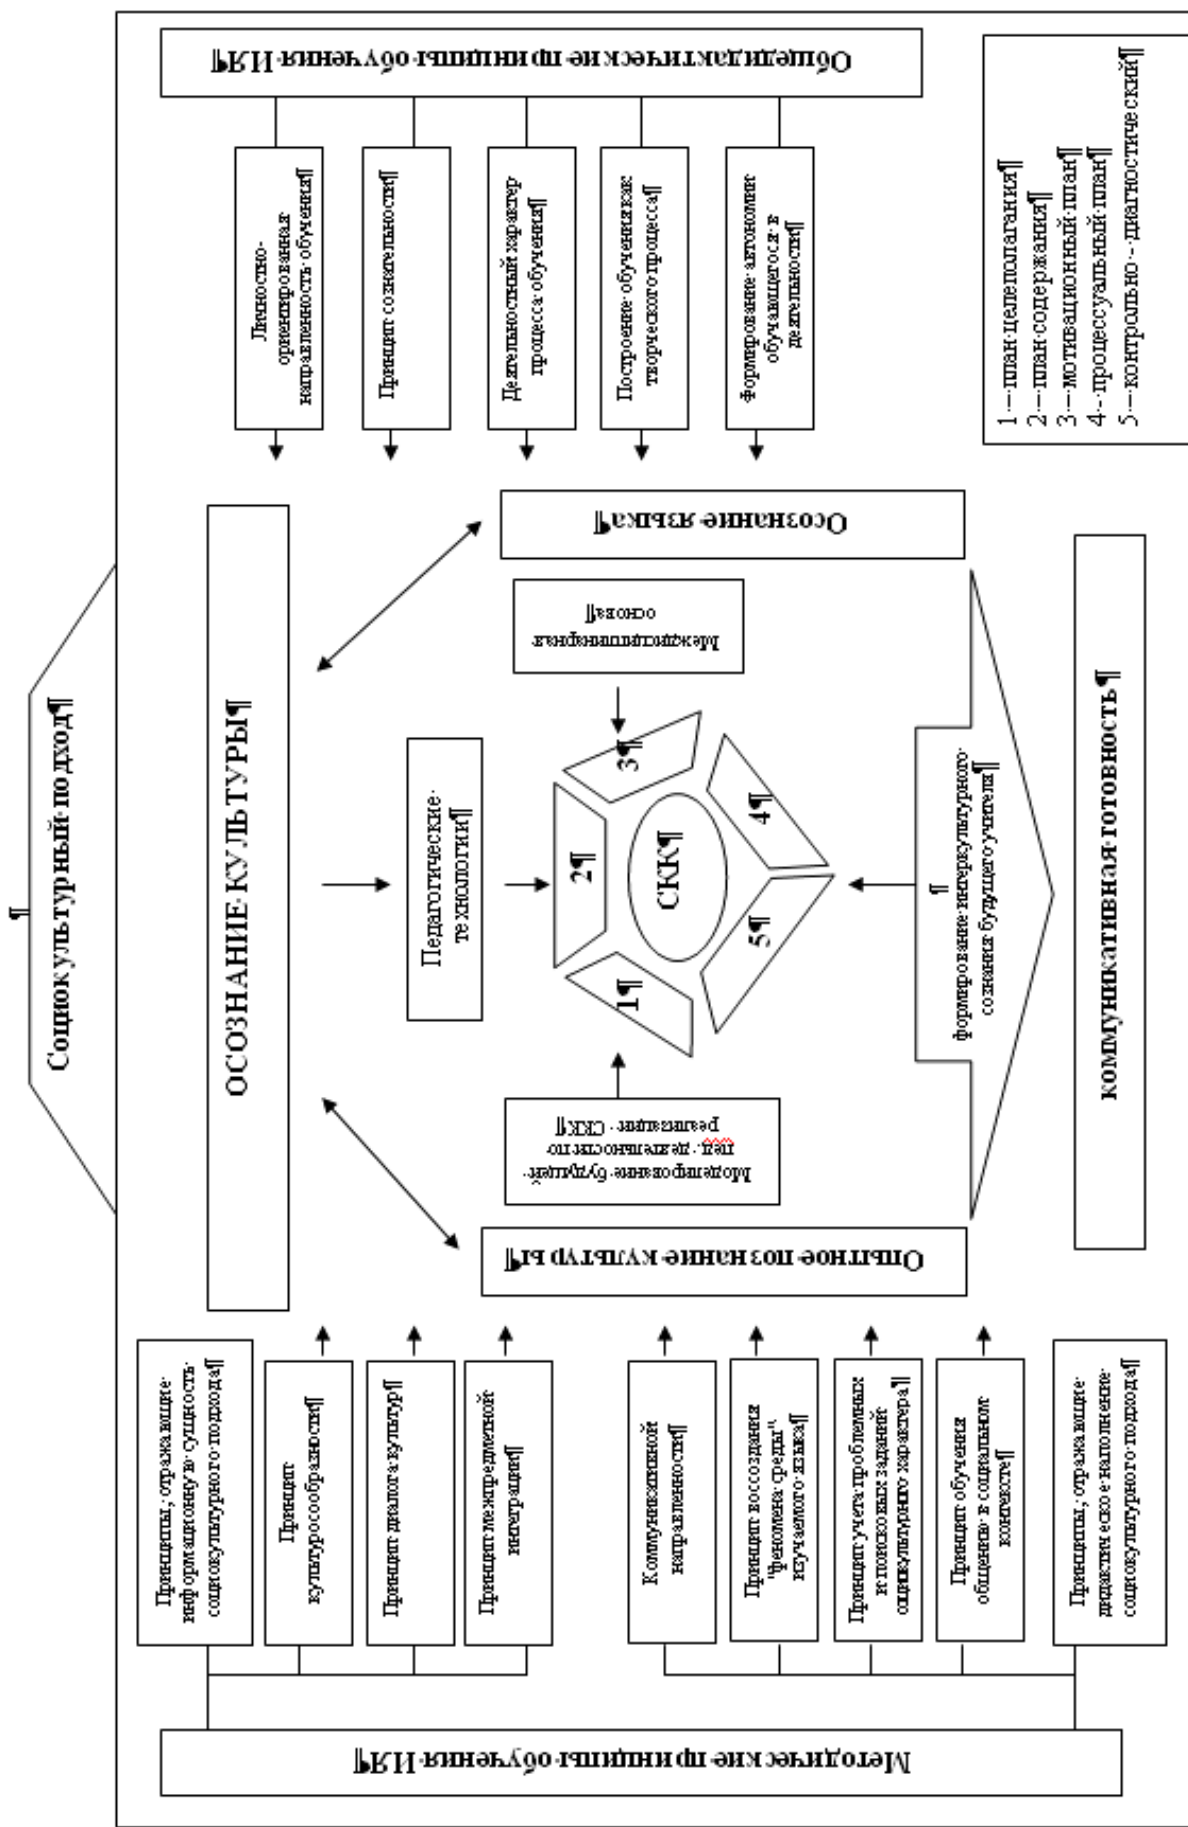 Социокультурный подход
Методические принципы обучения ИЯ
Принципы, отражающие
информационную сущность
социокультурного подхода
Принцип
культуросообразности
Принцип диалога культур
Принцип межпредметной
интеграции
Коммуникативной
направленности
Принцип воссоздания
"феномена среды"
изучаемого языка
Принцип учета проблемных
и поисковых заданий
социкультурного характера
Принцип обучения
общению в социальном
контексте
Принципы, отражающие
дидактическое наполнение
социокультурного подхода
ОСОЗНАНИЕ КУЛЬТУРЫ
Опытное познание культуры
Педагогические
технологии
Моделирование будущей
пед. деятельности по
реализации СКК
1
2
3
4
5
СКК
Междисциплинарная
основа
Осознание языка
формирование интеркультурного
сознания будущего учителя
коммуникативная готовность
Общедидактические принципы обучения ИЯ
Личностно-
ориентированная
направленность обучения
Принцип сознательности
Деятельностный характер
процесса обучения
Построение обучения как
творческого процесса
Формирование автономии
обучающегося в
деятельности
1 – план целеполагания
2 – план содержания
3 – мотивационный план
4 - процессуальный план
5 – контрольно - диагностический